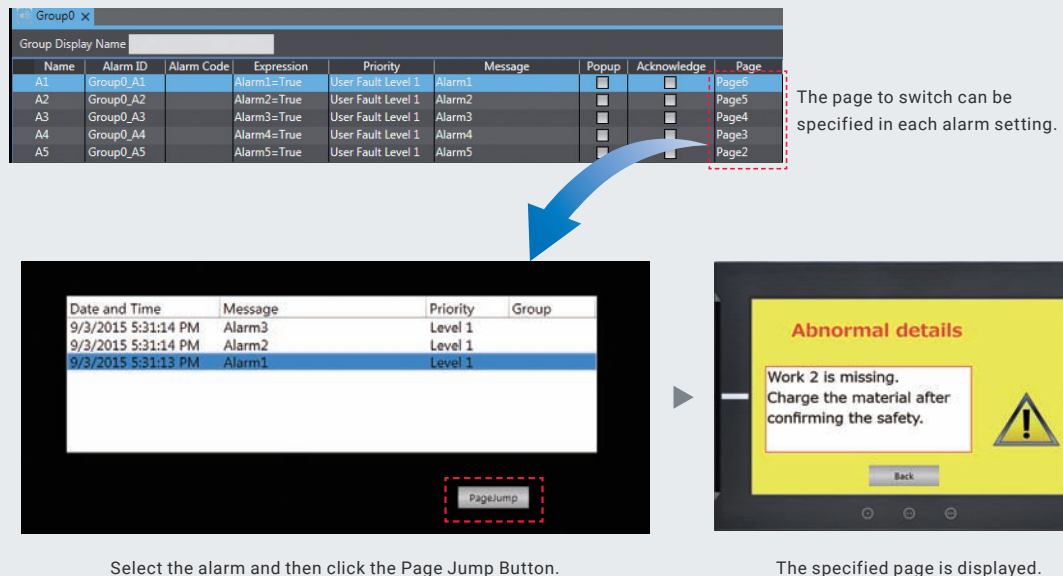 Group0 x
Group Display Name
Name Alarm ID Alarm Code Expression Priority Message Popup Acknowledge Page
A1 Group0_A1 Alarm1=True User Fault Level 1 Alarm1 Page6
A2 Group0_A2 Alarm2=True User Fault Level 1 Alarm2 Page5
A3 Group0_A3 Alarm3=True User Fault Level 1 Alarm3 Page4
A4 Group0_A4 Alarm4=True User Fault Level 1 Alarm4 Page3
A5 Group0_A5 Alarm5=True User Fault Level 1 Alarm5 Page2
The page to switch can be
specified in each alarm setting.
Date and Time Message Priority Group
9/3/2015 5:31:14 PM Alarm3 Level 1
9/3/2015 5:31:14 PM Alarm2 Level 1
9/3/2015 5:31:13 PM Alarm1 Level 1
PageJump
Select the alarm and then click the Page Jump Button.
Abnormal details
Work 2 is missing.
Charge the material after
confirming the safety.
Back
The specified page is displayed.